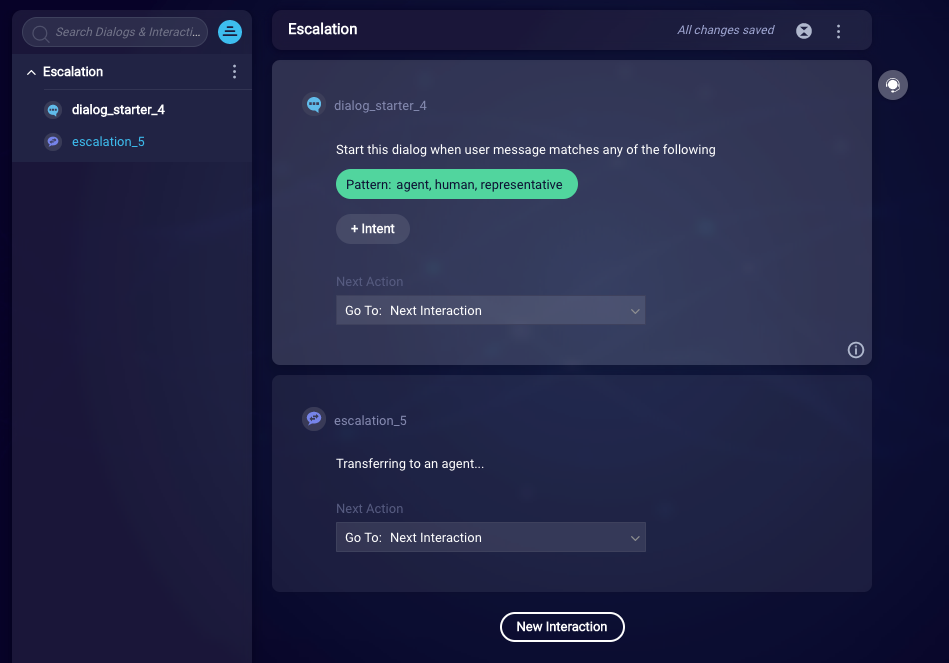 Search Dialogs & Interacti...
Escalation
dialog_starter_4
escalation_5
Escalation
All changes saved
dialog_starter_4
Start this dialog when user message matches any of the following
Pattern: agent, human, representative
+ Intent
Next Action
Go To: Next Interaction
escalation_5
Transferring to an agent...
Next Action
Go To: Next Interaction
New Interaction